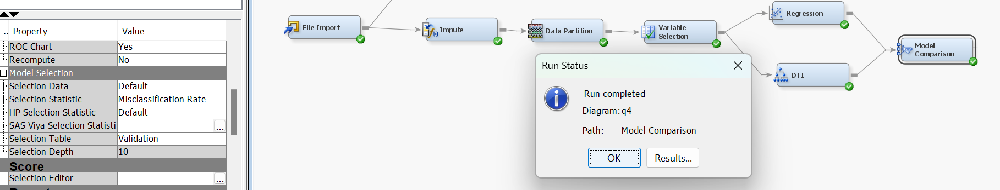 .. Property Value
ROC Chart Yes
Recompute No
Model Selection
Selection Data Default
Selection Statistic Misclassification Rate
HP Selection Statistic Default
SAS Viya Selection Statisti ...
Selection Table Validation
Selection Depth 10
Score
Selection Editor ...
File Import
Impute
Data Partition
Variable
Selection
Regression
DTI
Model
Comparison
Run Status
Run completed
Diagram: q4
Path: Model Comparison
OK
Results...